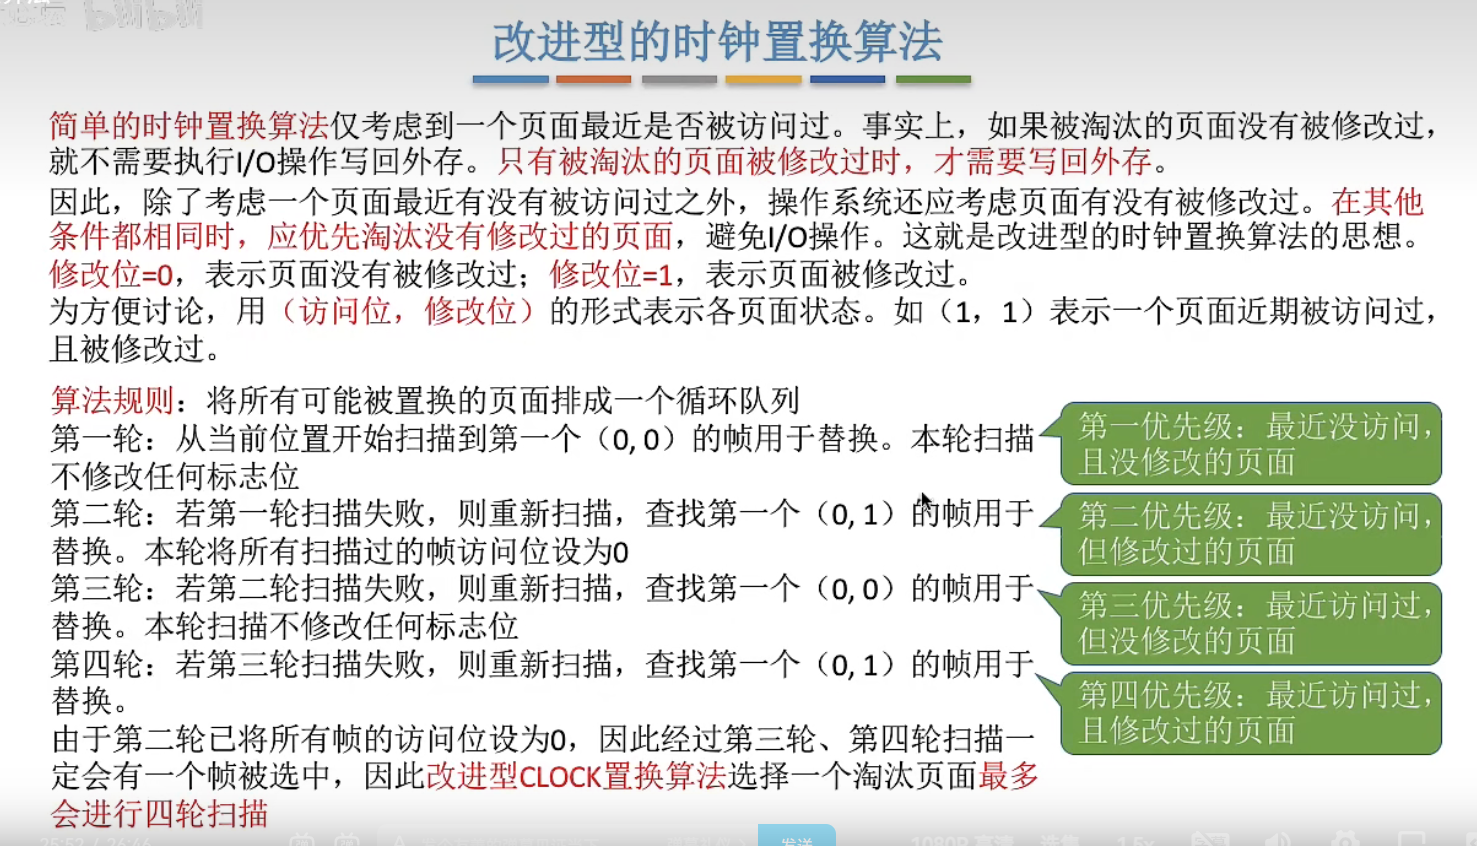 改进型的时钟置换算法
简单的时钟置换算法仅考虑到一个页面最近是否被访问过。事实上，如果被淘汰的页面没有被修改过，
就不需要执行I/O操作写回外存。只有被淘汰的页面被修改过时，才需要写回外存。
因此，除了考虑一个页面最近有没有被访问过之外，操作系统还应考虑页面有没有被修改过。在其他
条件都相同时，应优先淘汰没有修改过的页面，避免I/O操作。这就是改进型的时钟置换算法的思想。
修改位=0，表示页面没有被修改过；修改位=1，表示页面被修改过。
为方便讨论，用（访问位，修改位）的形式表示各页面状态。如（1，1）表示一个页面近期被访问过，
且被修改过。
算法规则：将所有可能被置换的页面排成一个循环队列
第一轮：从当前位置开始扫描到第一个（0, 0）的帧用于替换。本轮扫描
不修改任何标志位
第二轮：若第一轮扫描失败，则重新扫描，查找第一个（0, 1）的帧用于
替换。本轮将所有扫描过的帧访问位设为0
第三轮：若第二轮扫描失败，则重新扫描，查找第一个（0, 0）的帧用于
替换。本轮扫描不修改任何标志位
第四轮：若第三轮扫描失败，则重新扫描，查找第一个（0, 1）的帧用于
替换。
由于第二轮已将所有帧的访问位设为0，因此经过第三轮、第四轮扫描一
定会有一个帧被选中，因此改进型CLOCK置换算法选择一个淘汰页面最多
会进行四轮扫描
第一优先级：最近没访问，
且没修改的页面
第二优先级：最近没访问，
但修改过的页面
第三优先级：最近访问过，
但没修改的页面
第四优先级：最近访问过，
且修改过的页面
25:52 / 26:46
发送
1080P 高清
选集
1.5x